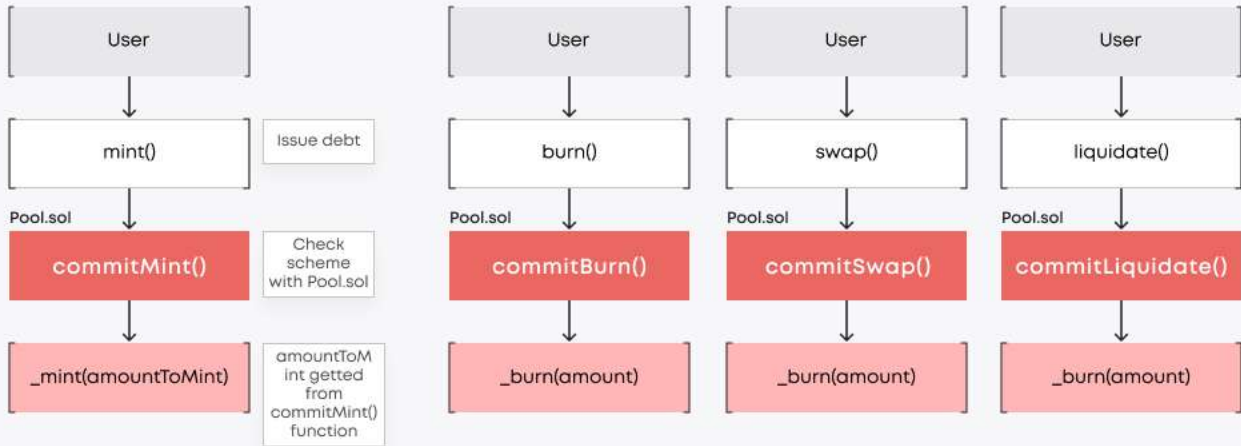 User
mint()
Issue debt
Pool.sol
commitMint()
Check
scheme
with Pool.sol
_mint(amountToMint)
amountToM
int getted
from
commitMint()
function
User
burn()
Pool.sol
commitBurn()
_burn(amount)
User
swap()
Pool.sol
commitSwap()
_burn(amount)
User
liquidate()
Pool.sol
commitLiquidate()
_burn(amount)